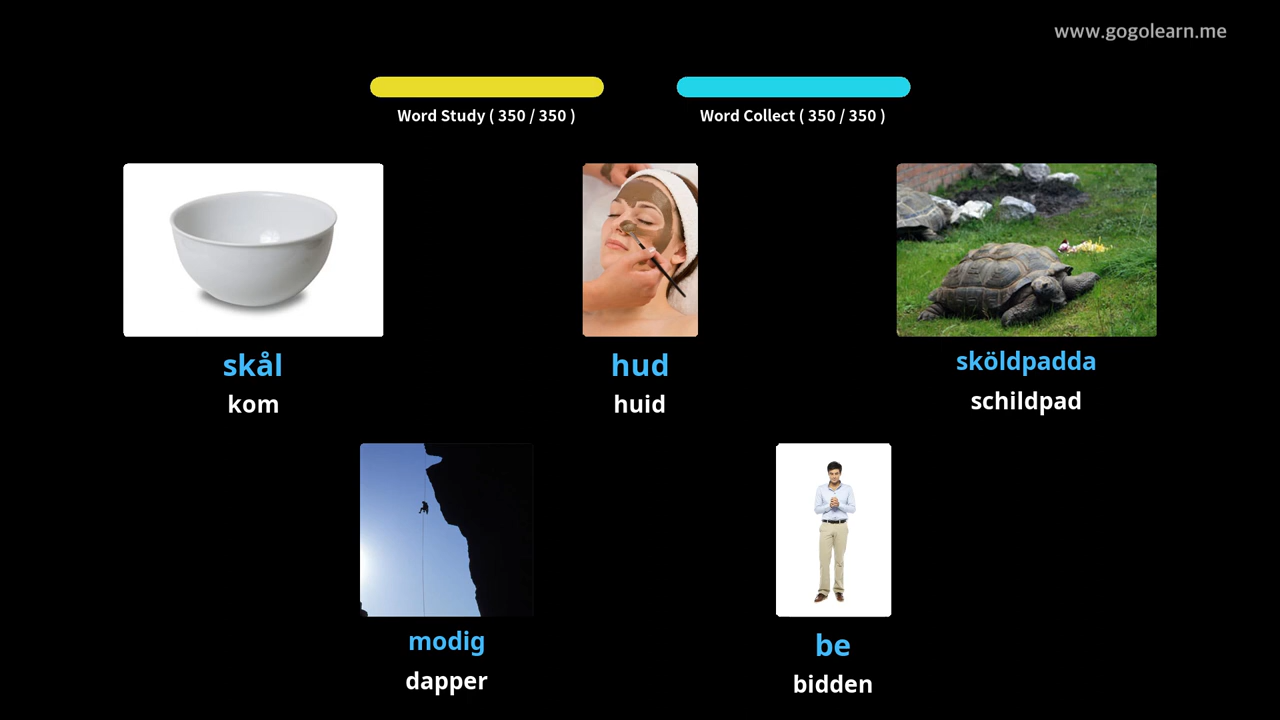 www.gogolearn.me
Word Study ( 350 / 350 )
Word Collect ( 350 / 350 )
skål
kom
hud
huid
sköldpadda
schildpad
modig
dapper
be
bidden